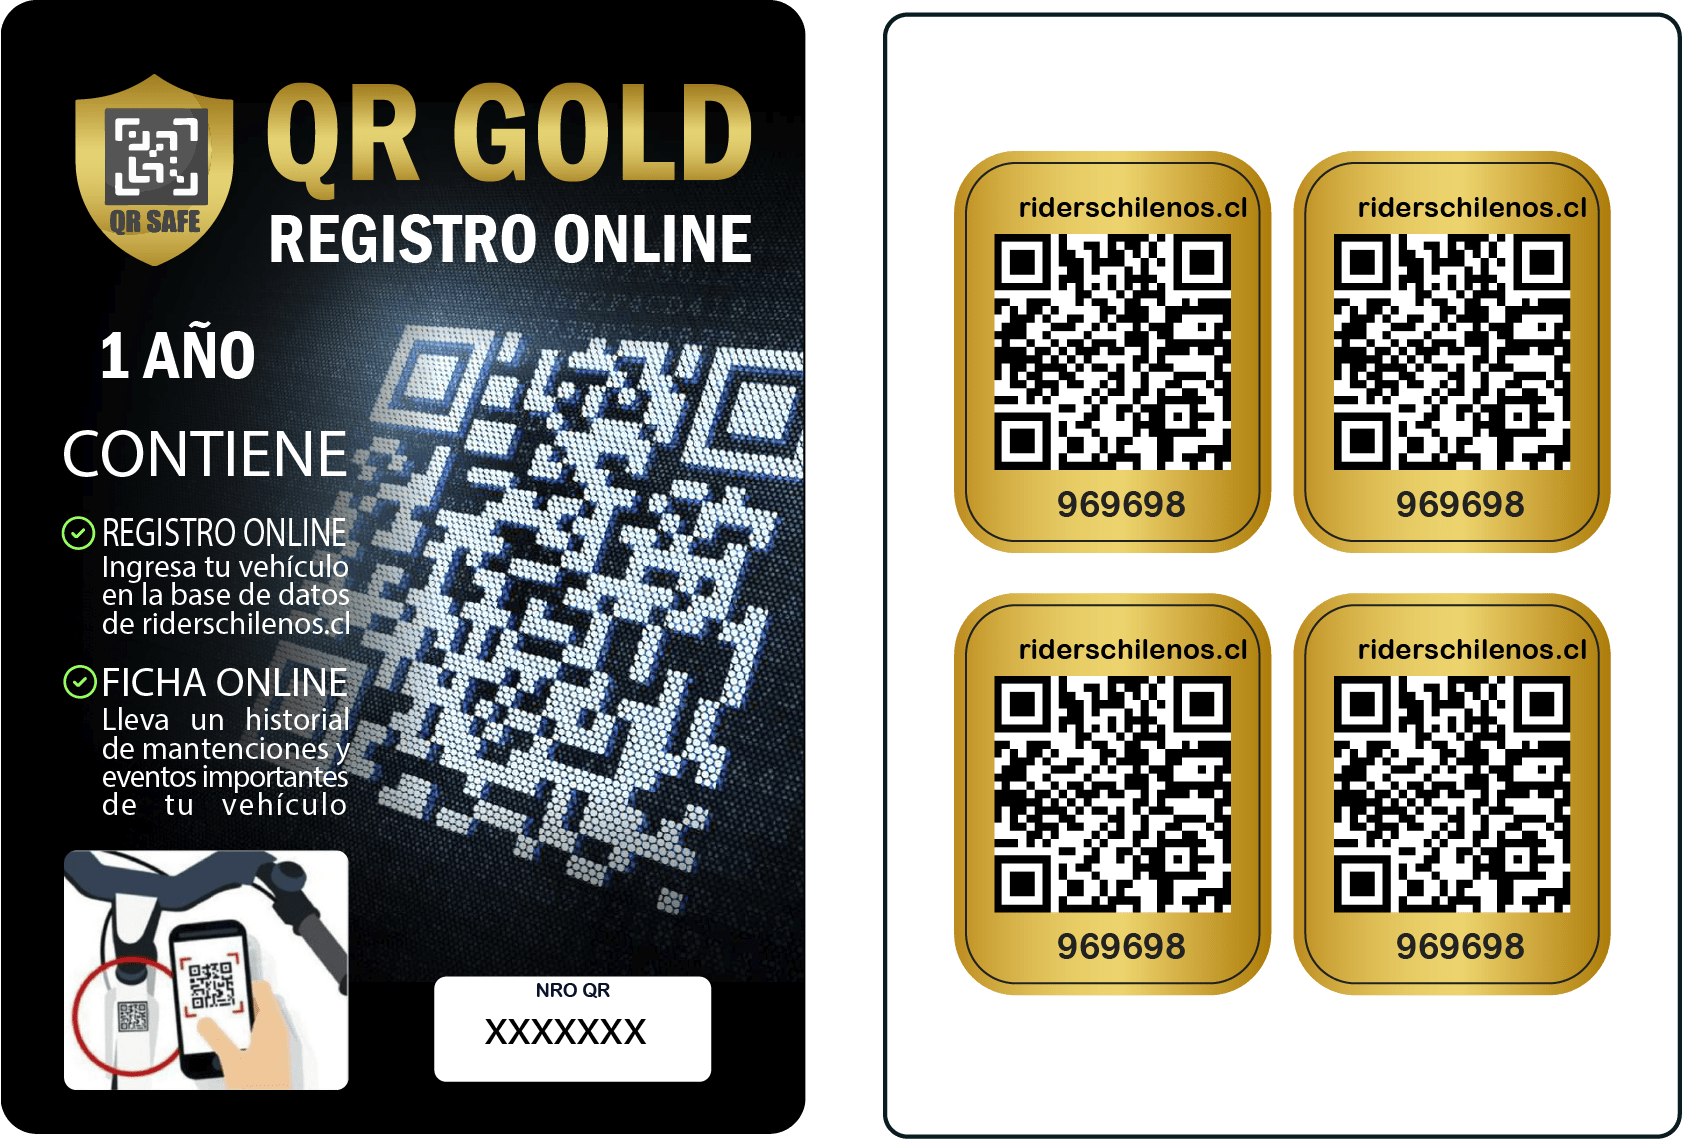 QR SAFE
QR GOLD
REGISTRO ONLINE
1 AÑO
CONTIENE
REGISTRO ONLINE
Ingresa tu vehículo
en la base de datos
de riderschilenos.cl
FICHA ONLINE
Lleva un historial
de mantenciones y
eventos importantes
de tu vehículo
NRO QR
XXXXXXX
riderschilenos.cl
969698
riderschilenos.cl
969698
riderschilenos.cl
969698
riderschilenos.cl
969698